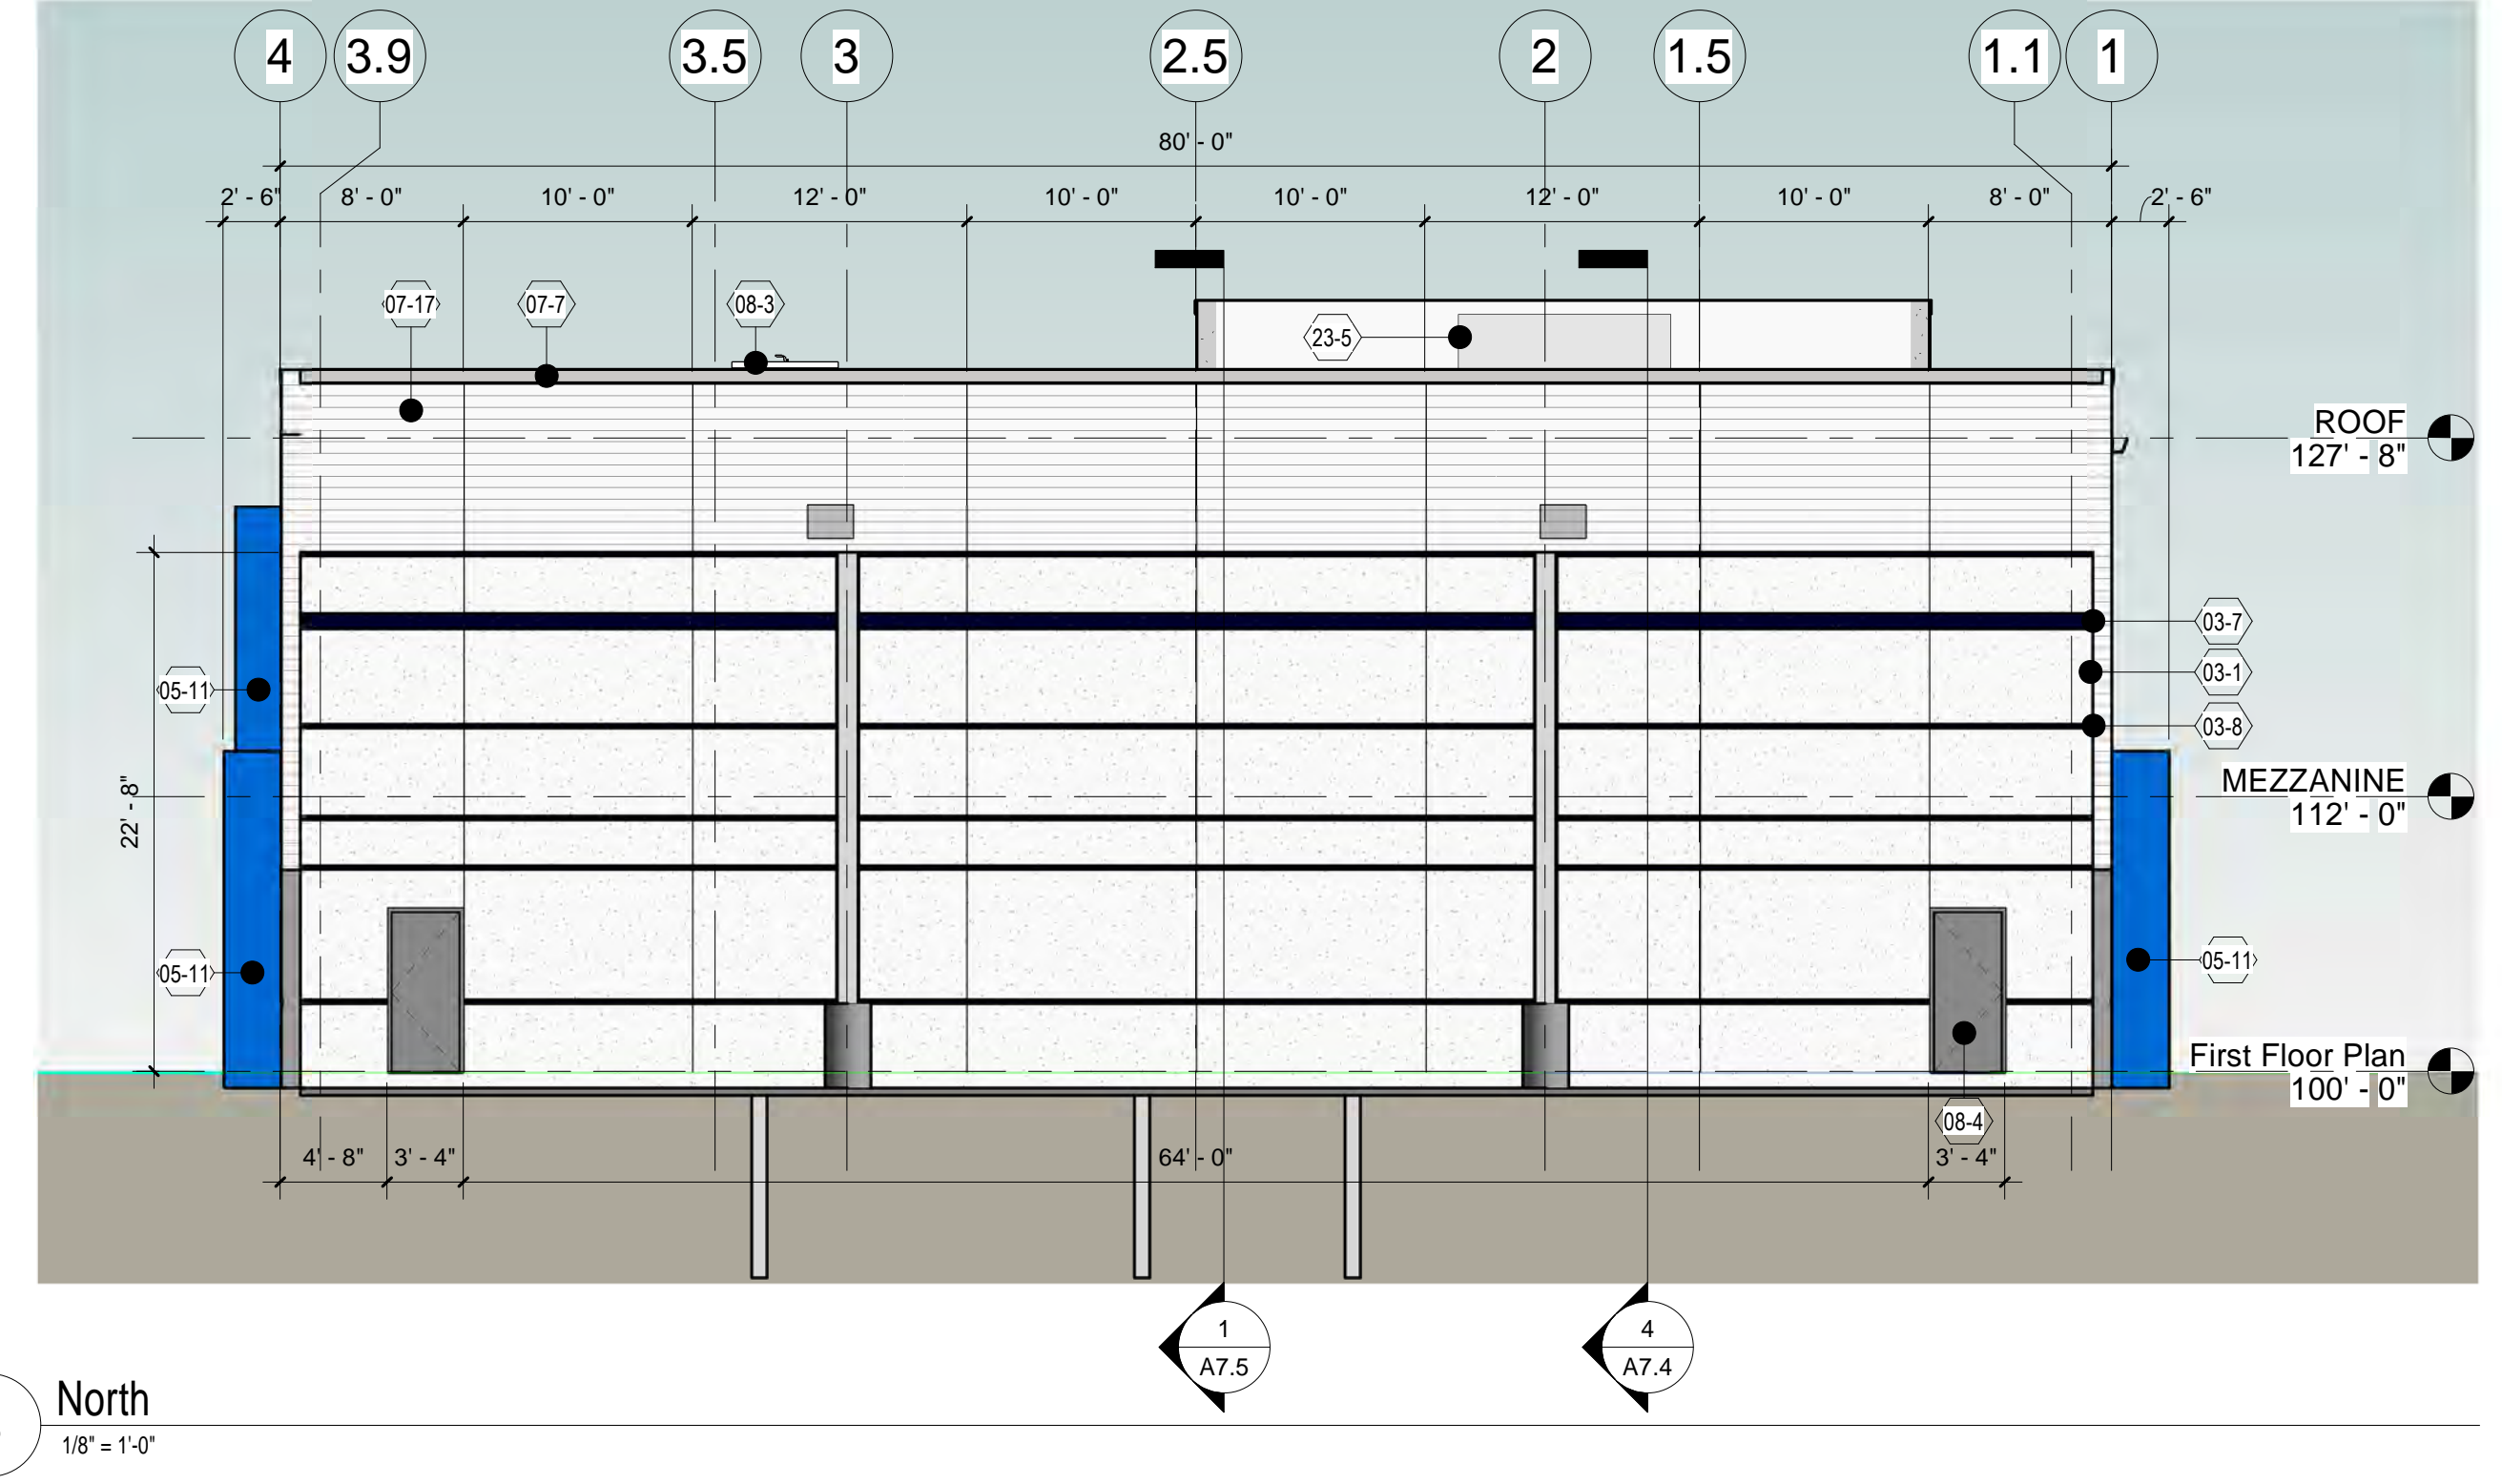 4 3.9 3.5 3 2.5 2 1.5 1.1 1
80' - 0"
2' - 6" 8' - 0" 10' - 0" 12' - 0" 10' - 0" 10' - 0" 12' - 0" 10' - 0" 8' - 0" 2' - 6"
07-17 07-7 08-3
23-5
ROOF
127' - 8"
03-7
03-1
05-11
03-8
MEZZANINE
112' - 0"
22' - 8"
05-11
05-11
First Floor Plan
100' - 0"
08-4
4' - 8" 3' - 4" 64' - 0" 3' - 4"
1 4
A7.5 A7.4
North
1/8" = 1'-0"